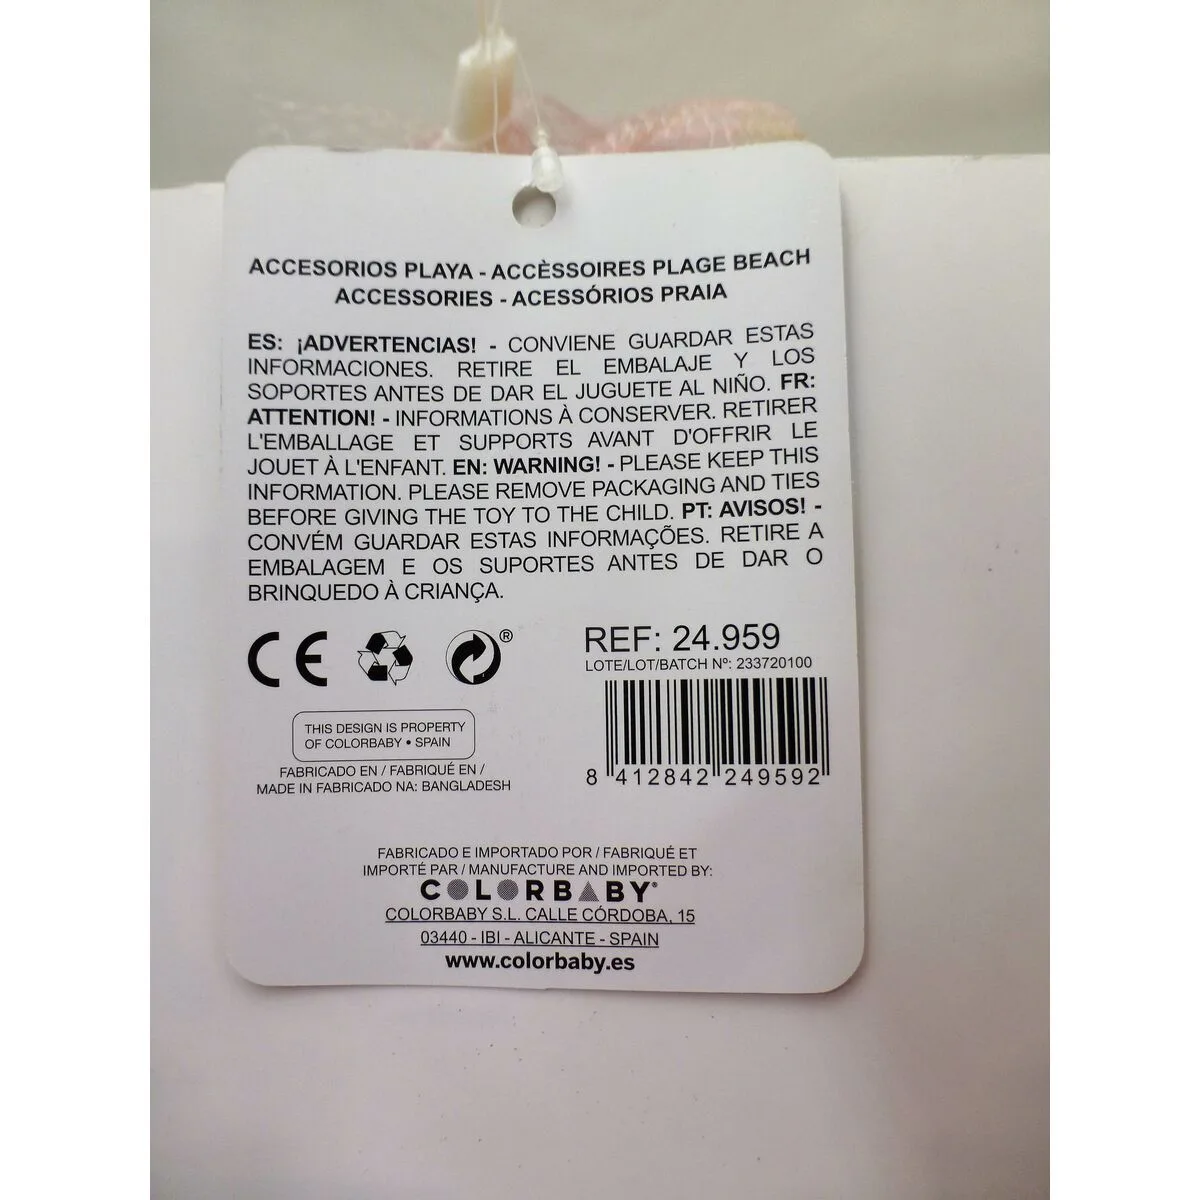 ACCESORIOS PLAYA - ACCÈSSOIRES PLAGE BEACH
ACCESSORIES - ACESSÓRIOS PRAIA
ES: ¡ADVERTENCIAS! - CONVIENE GUARDAR ESTAS
INFORMACIONES. RETIRE EL EMBALAJE Y LOS
SOPORTES ANTES DE DAR EL JUGUETE AL NIÑO. FR:
ATTENTION! - INFORMATIONS À CONSERVER. RETIRER
L'EMBALLAGE ET SUPPORTS AVANT D'OFFRIR LE
JOUET À L'ENFANT. EN: WARNING! - PLEASE KEEP THIS
INFORMATION. PLEASE REMOVE PACKAGING AND TIES
BEFORE GIVING THE TOY TO THE CHILD. PT: AVISOS! -
CONVÉM GUARDAR ESTAS INFORMAÇÕES. RETIRE A
EMBALAGEM E OS SUPORTES ANTES DE DAR O
BRINQUEDO À CRIANÇA.
CE ®
REF: 24.959
LOTE/LOT/BATCH Nº: 233720100
8 412842 249592
THIS DESIGN IS PROPERTY
OF COLORBABY • SPAIN
FABRICADO EN / FABRIQUÉ EN /
MADE IN FABRICADO NA: BANGLADESH
FABRICADO E IMPORTADO POR / FABRIQUÉ ET
IMPORTÉ PAR / MANUFACTURE AND IMPORTED BY:
COLORBABY®
COLORBABY S.L. CALLE CÓRDOBA, 15
03440 - IBI - ALICANTE - SPAIN
www.colorbaby.es